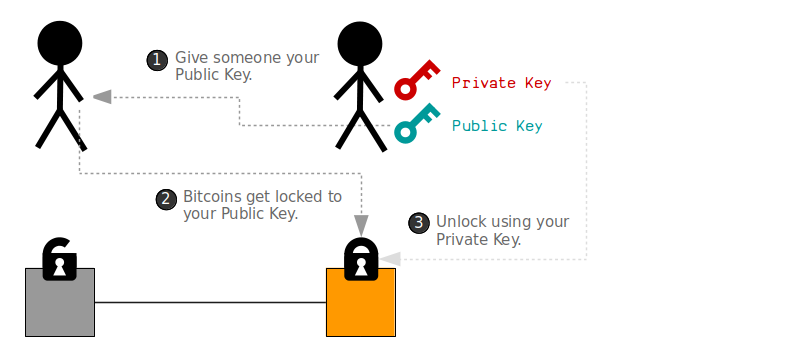 1 Give someone your
Public Key.
Private Key
Public Key
2 Bitcoins get locked to
your Public Key.
3 Unlock using your
Private Key.